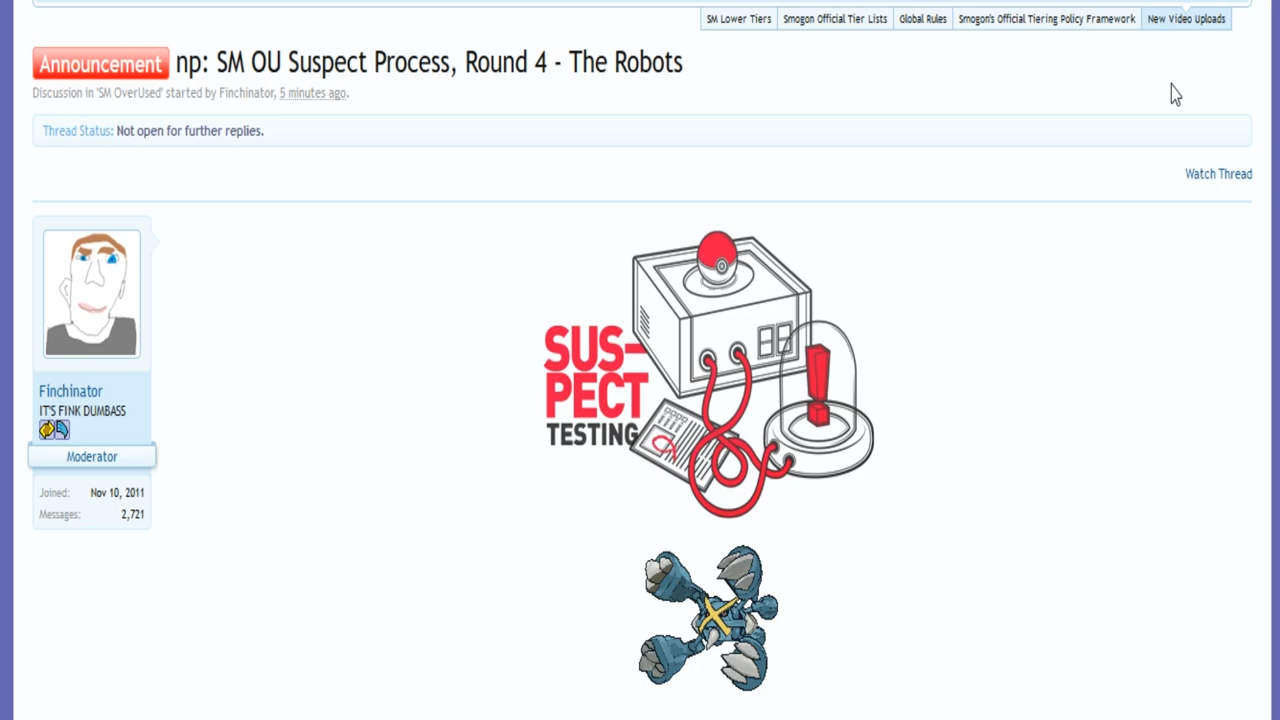 SM Lower Tiers Smogon Official Tier Lists Global Rules Smogon's Official Tiering Policy Framework New Video Uploads
Announcement np: SM OU Suspect Process, Round 4 - The Robots
Discussion in 'SM OverUsed' started by Finchinator, 5 minutes ago.
Thread Status: Not open for further replies.
Watch Thread
SUS-
PECT
TESTING
Finchinator
IT'S FINK DUMBASS
Moderator
Joined: Nov 10, 2011
Messages: 2,721